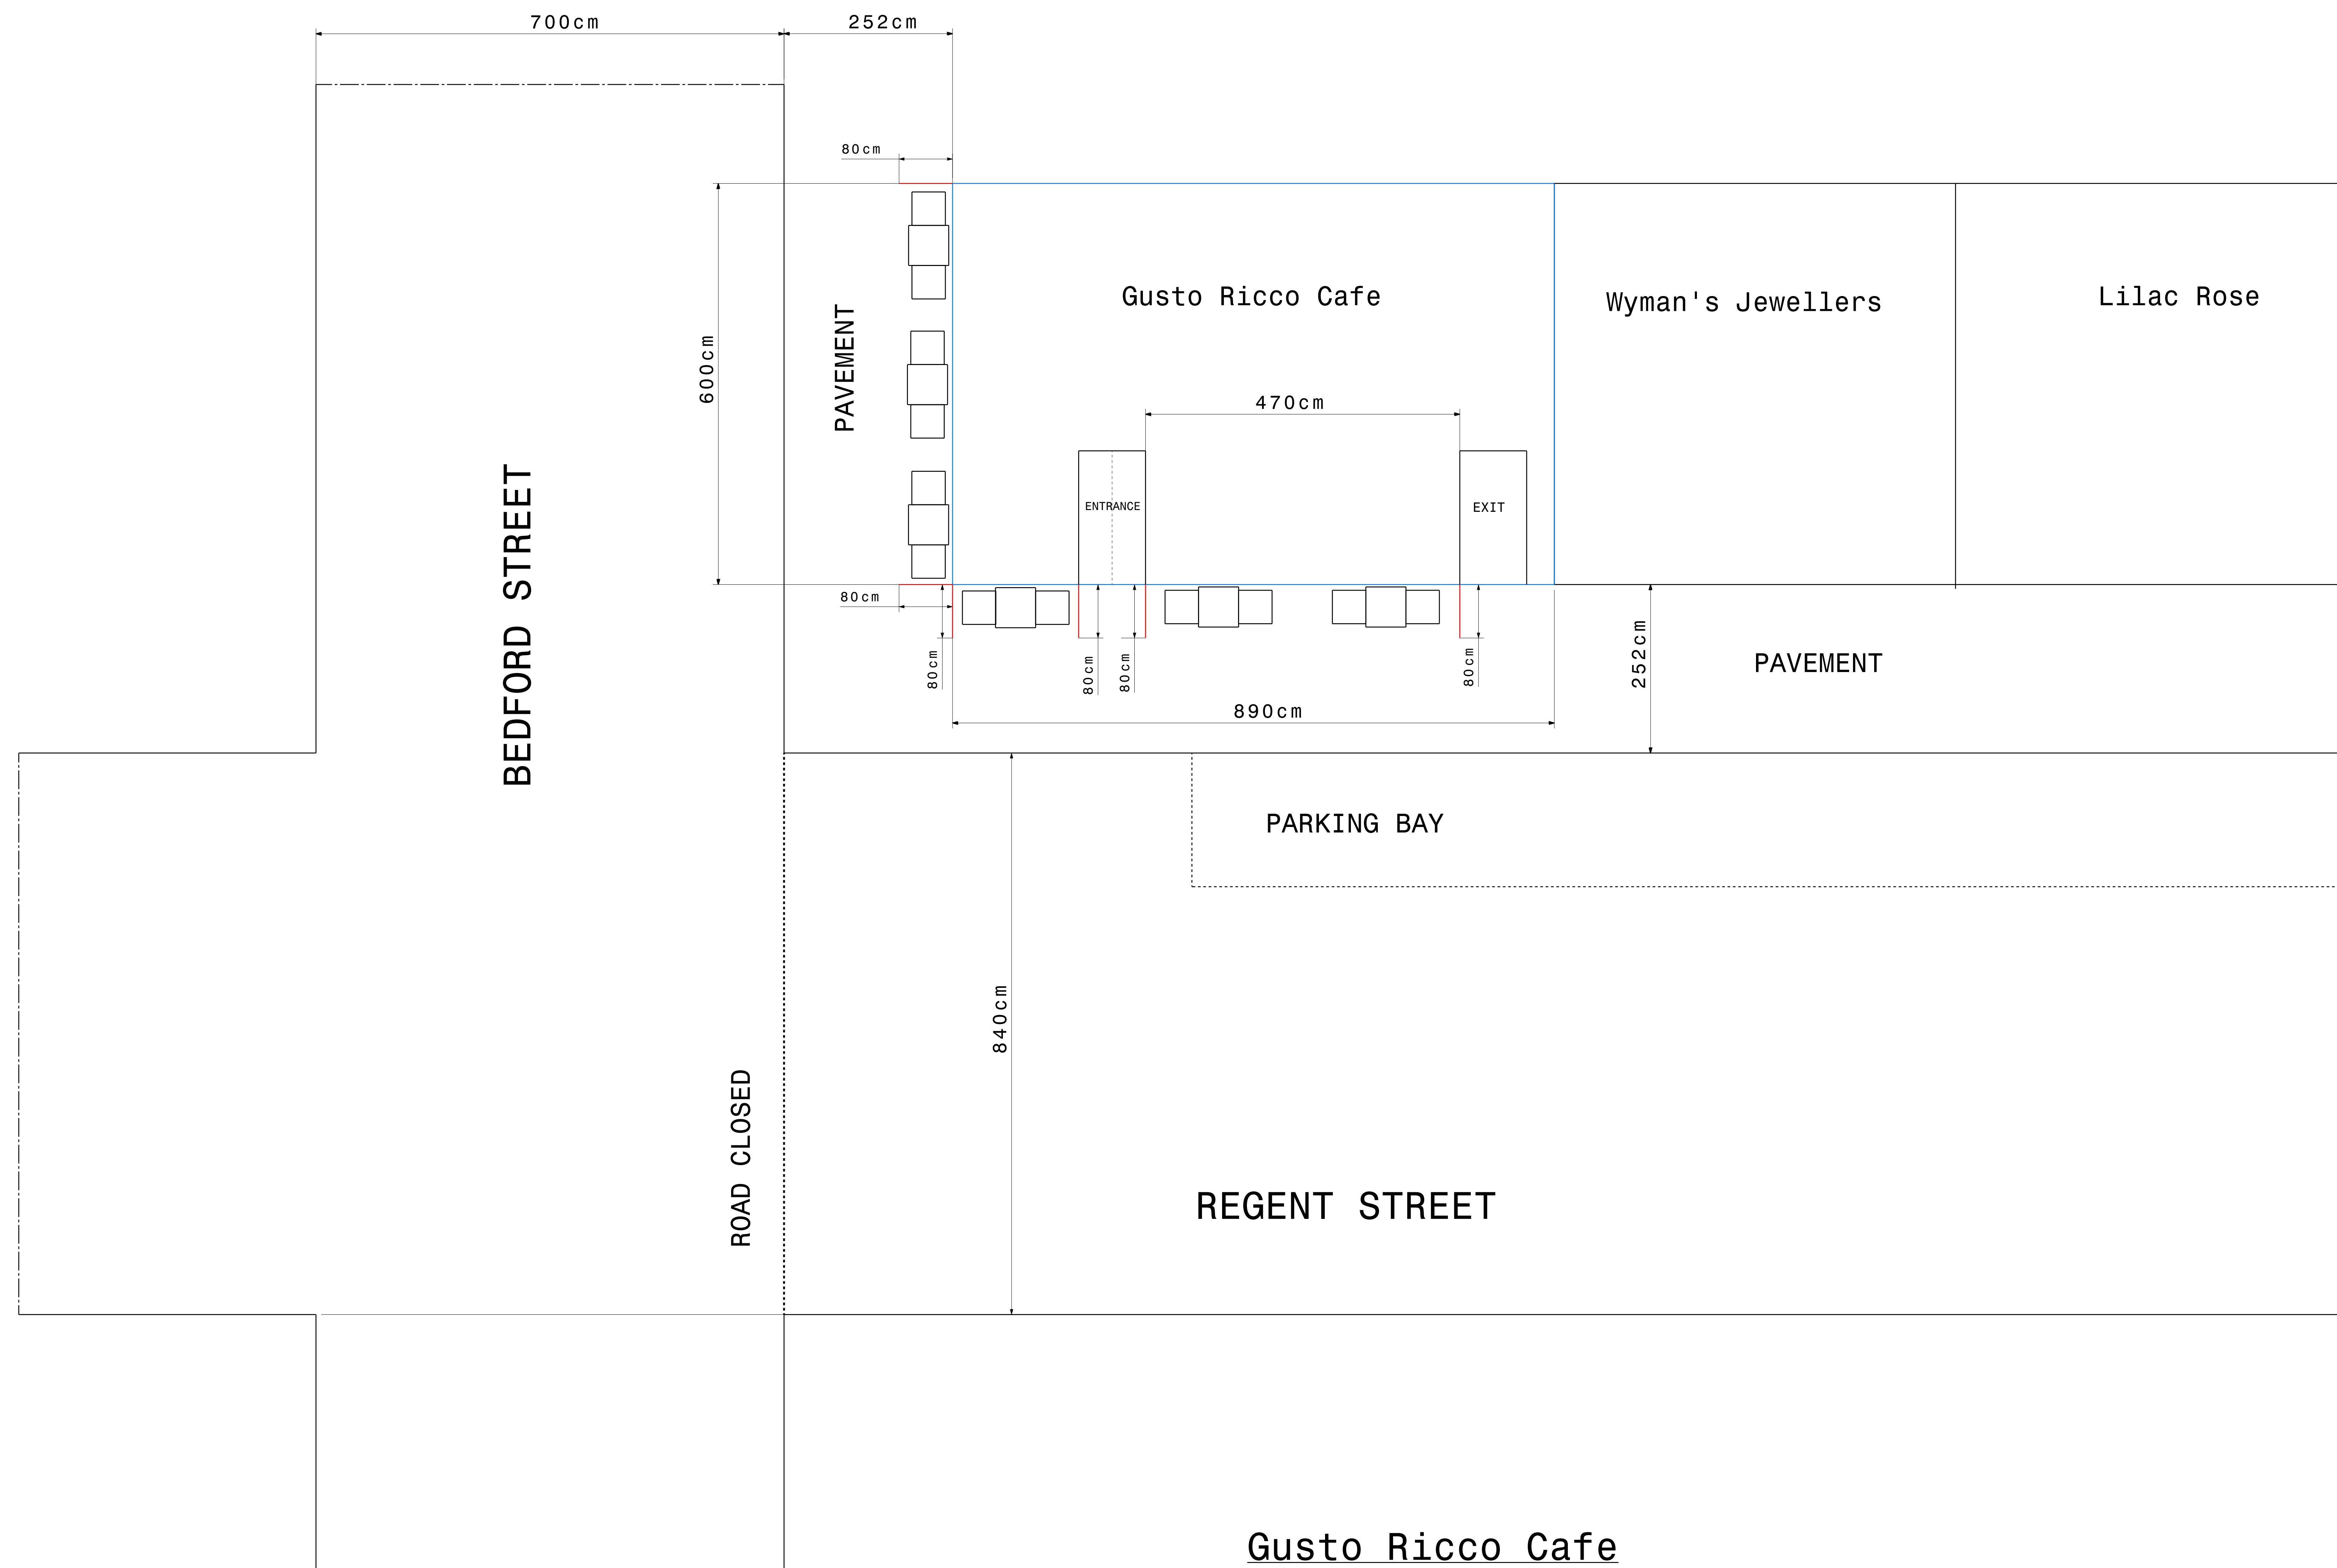 700cm
252cm
80cm
600cm
PAVEMENT
Gusto Ricco Cafe
Wyman's Jewellers
Lilac Rose
470cm
ENTRANCE
EXIT
BEDFORD STREET
80cm
80cm
80cm
80cm
80cm
890cm
252cm
PAVEMENT
PARKING BAY
840cm
ROAD CLOSED
REGENT STREET
Gusto Ricco Cafe